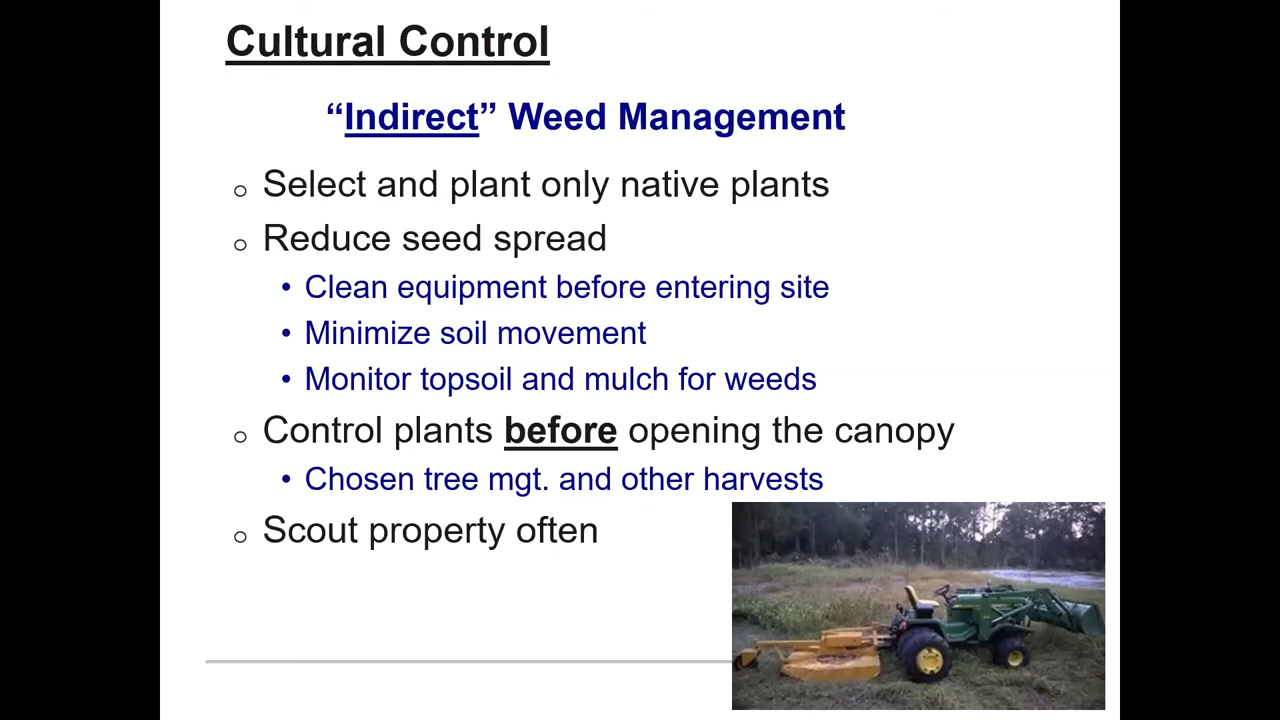 Cultural Control
“Indirect” Weed Management
Select and plant only native plants
Reduce seed spread
• Clean equipment before entering site
• Minimize soil movement
• Monitor topsoil and mulch for weeds
Control plants before opening the canopy
• Chosen tree mgt. and other harvests
Scout property often